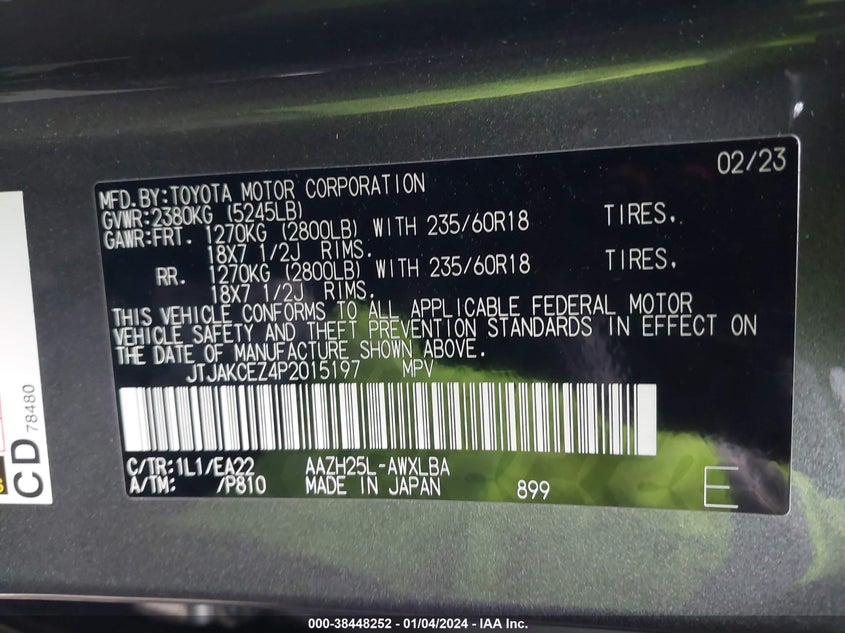 02/23
MFD.BY:TOYOTA MOTOR CORPORATION
GVWR:2380KG (5245LB)
GAWR:FRT. 1270KG (2800LB) WITH 235/60R18 TIRES,
18X7 1/2J RIMS.
RR. 1270KG (2800LB) WITH 235/60R18 TIRES,
18X7 1/2J RIMS.
THIS VEHICLE CONFORMS TO ALL APPLICABLE FEDERAL MOTOR
VEHICLE SAFETY AND THEFT PREVENTION STANDARDS IN EFFECT ON
THE DATE OF MANUFACTURE SHOWN ABOVE.
JTJAKCEZ4P2015197 MPV
C/TR:1L1/EA22 AAZH25L-AWXLBA
A/TM: /P810 MADE IN JAPAN 899 E
CD
78480
000-38448252 - 01/04/2024 - IAA Inc.